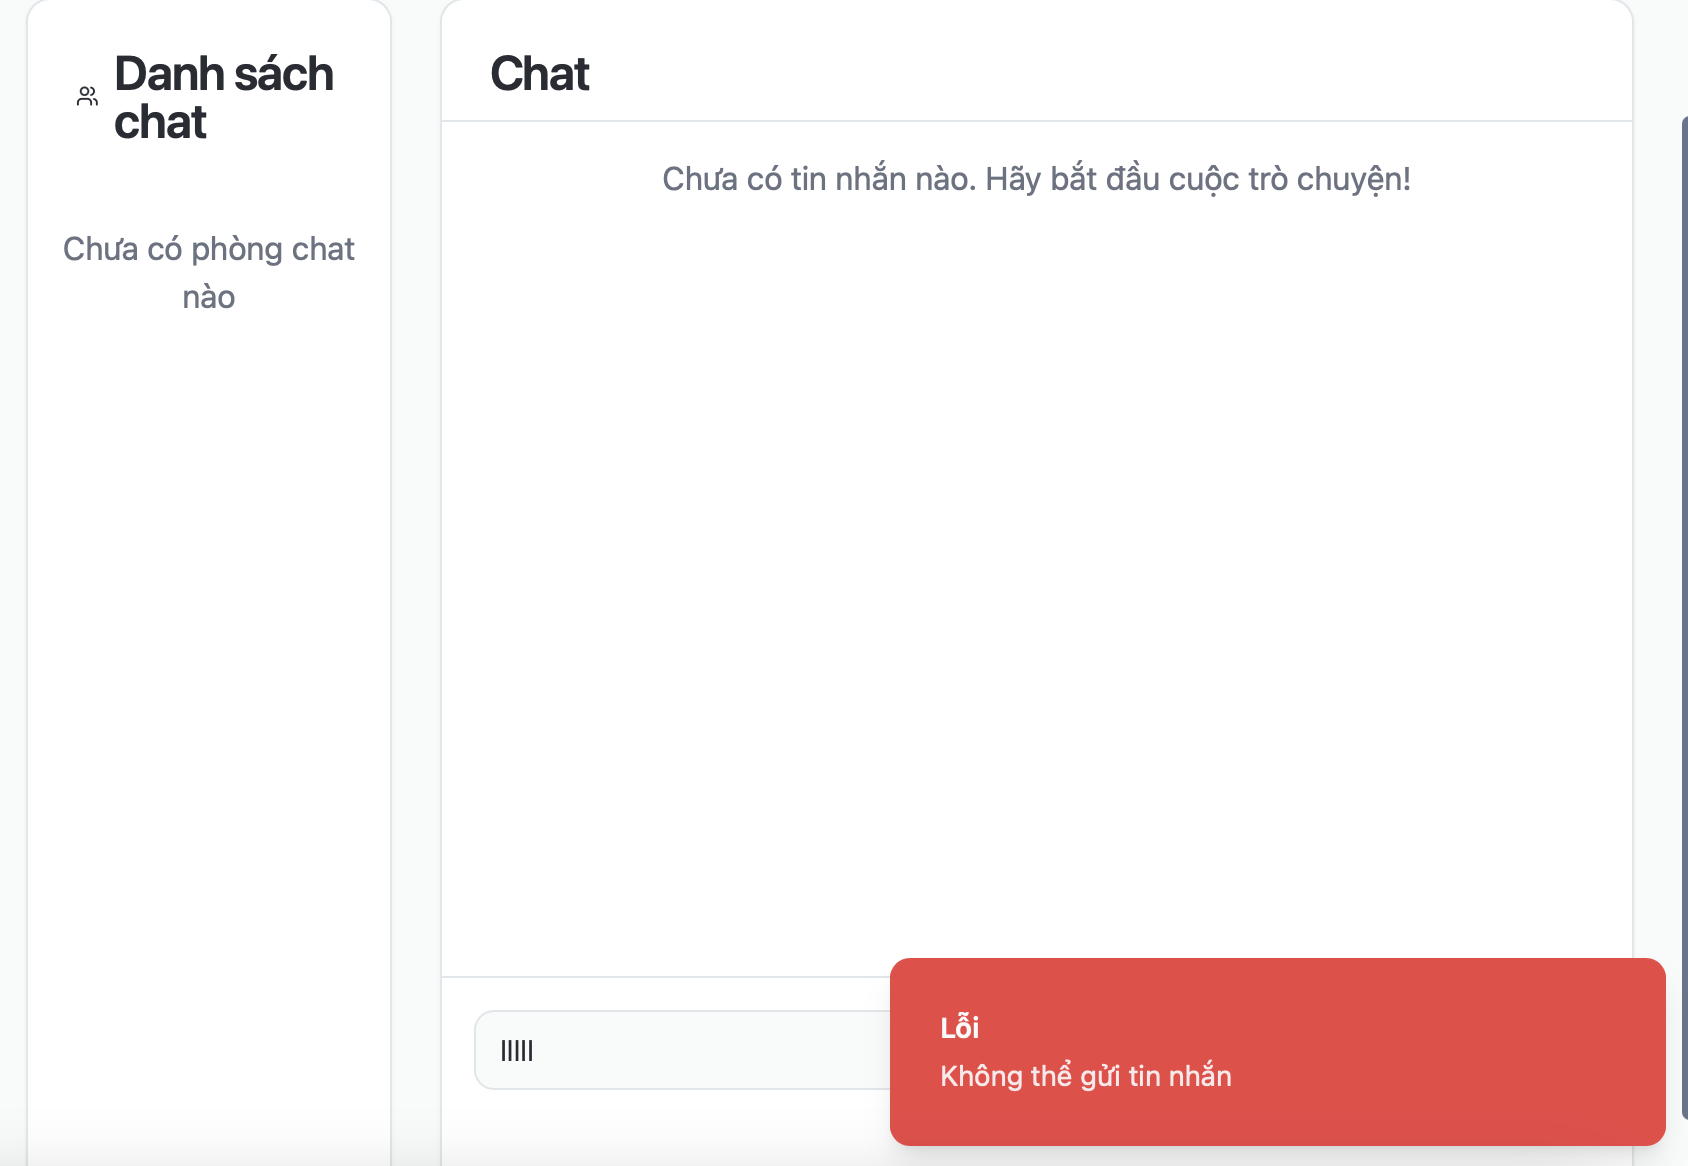 Danh sách
chat
Chưa có phòng chat
nào
Chat
Chưa có tin nhắn nào. Hãy bắt đầu cuộc trò chuyện!
lllll
Lỗi
Không thể gửi tin nhắn